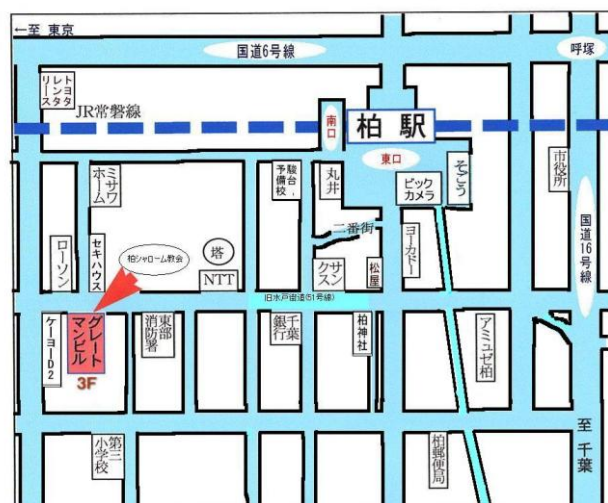 ←至 東京
国道6号線
呼塚
トヨタ
レンタ
リース
JR常磐線
南口
柏駅
東口
ミサワ
ホーム
駿台
予備校
丸井
ビック
カメラ
そごう
市役所
国道16号線
二番街
ローソン
セキハウス
柏シャローム教会
塔
NTT
サン
クス
松屋
ヨーカドー
旧水戸街道(51号線)
ケーヨーD2
グレート
マンビル
3F
東部
消防署
千葉
銀行
柏神社
アミュゼ柏
第三
小学校
柏郵便局
至 千葉